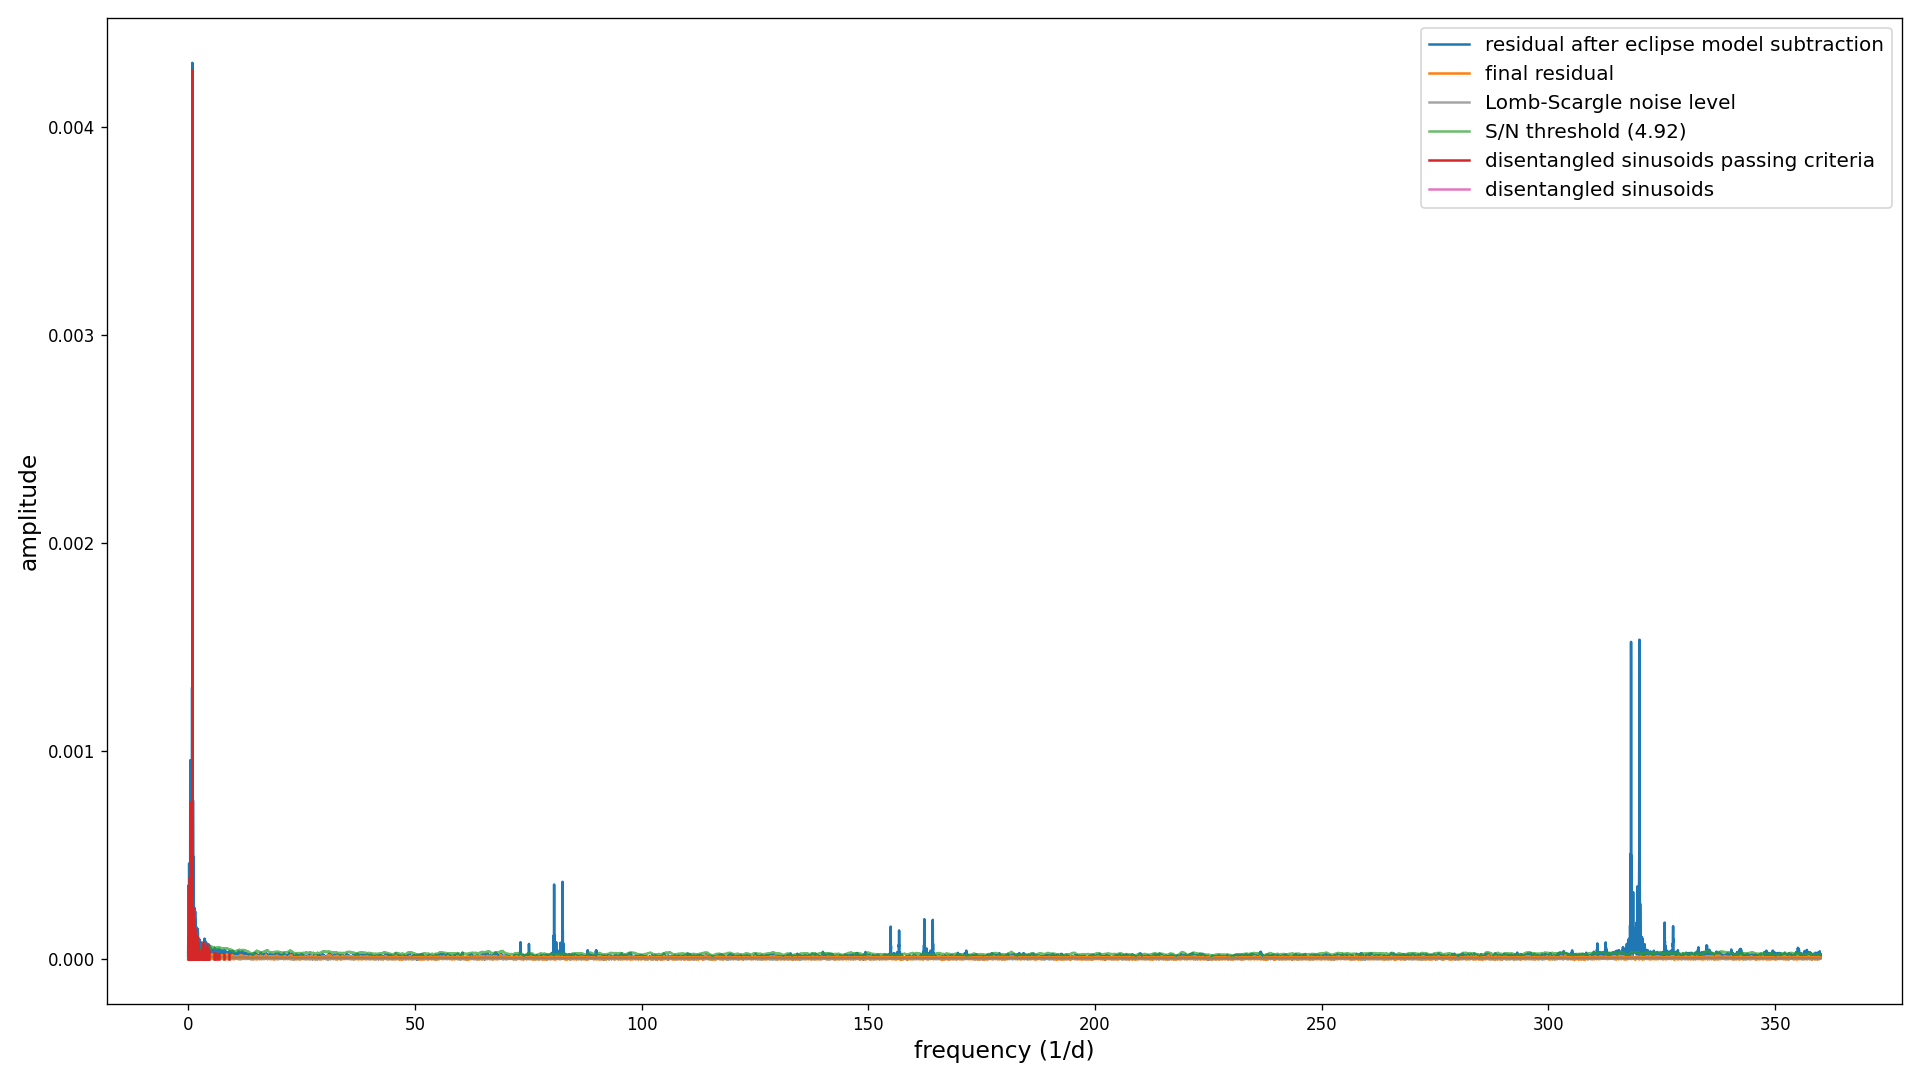 residual after eclipse model subtraction
final residual
Lomb-Scargle noise level
S/N threshold (4.92)
disentangled sinusoids passing criteria
disentangled sinusoids
amplitude
0.004
0.003
0.002
0.001
0.000
0 50 100 150 200 250 300 350
frequency (1/d)